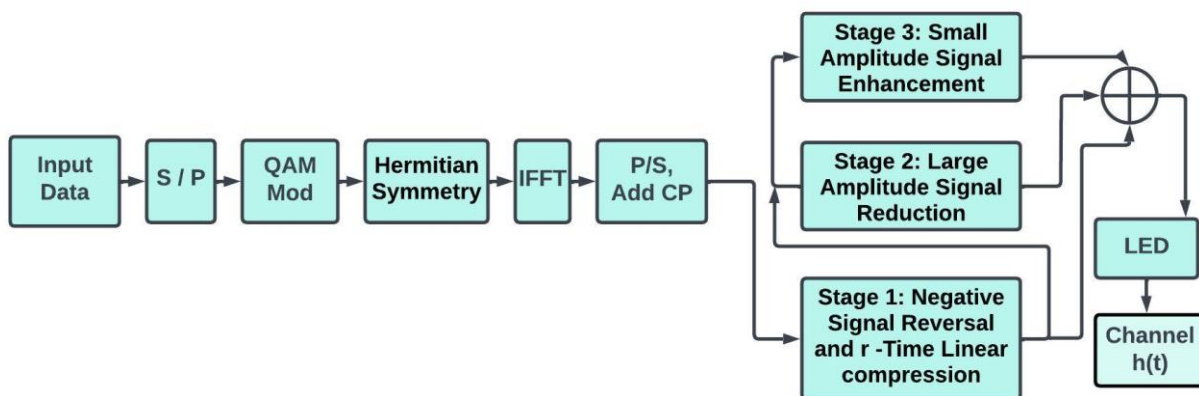 Input
Data
S / P
QAM
Mod
Hermitian
Symmetry
IFFT
P/S,
Add CP
Stage 3: Small
Amplitude Signal
Enhancement
Stage 2: Large
Amplitude Signal
Reduction
Stage 1: Negative
Signal Reversal
and r -Time Linear
compression
LED
Channel
h(t)